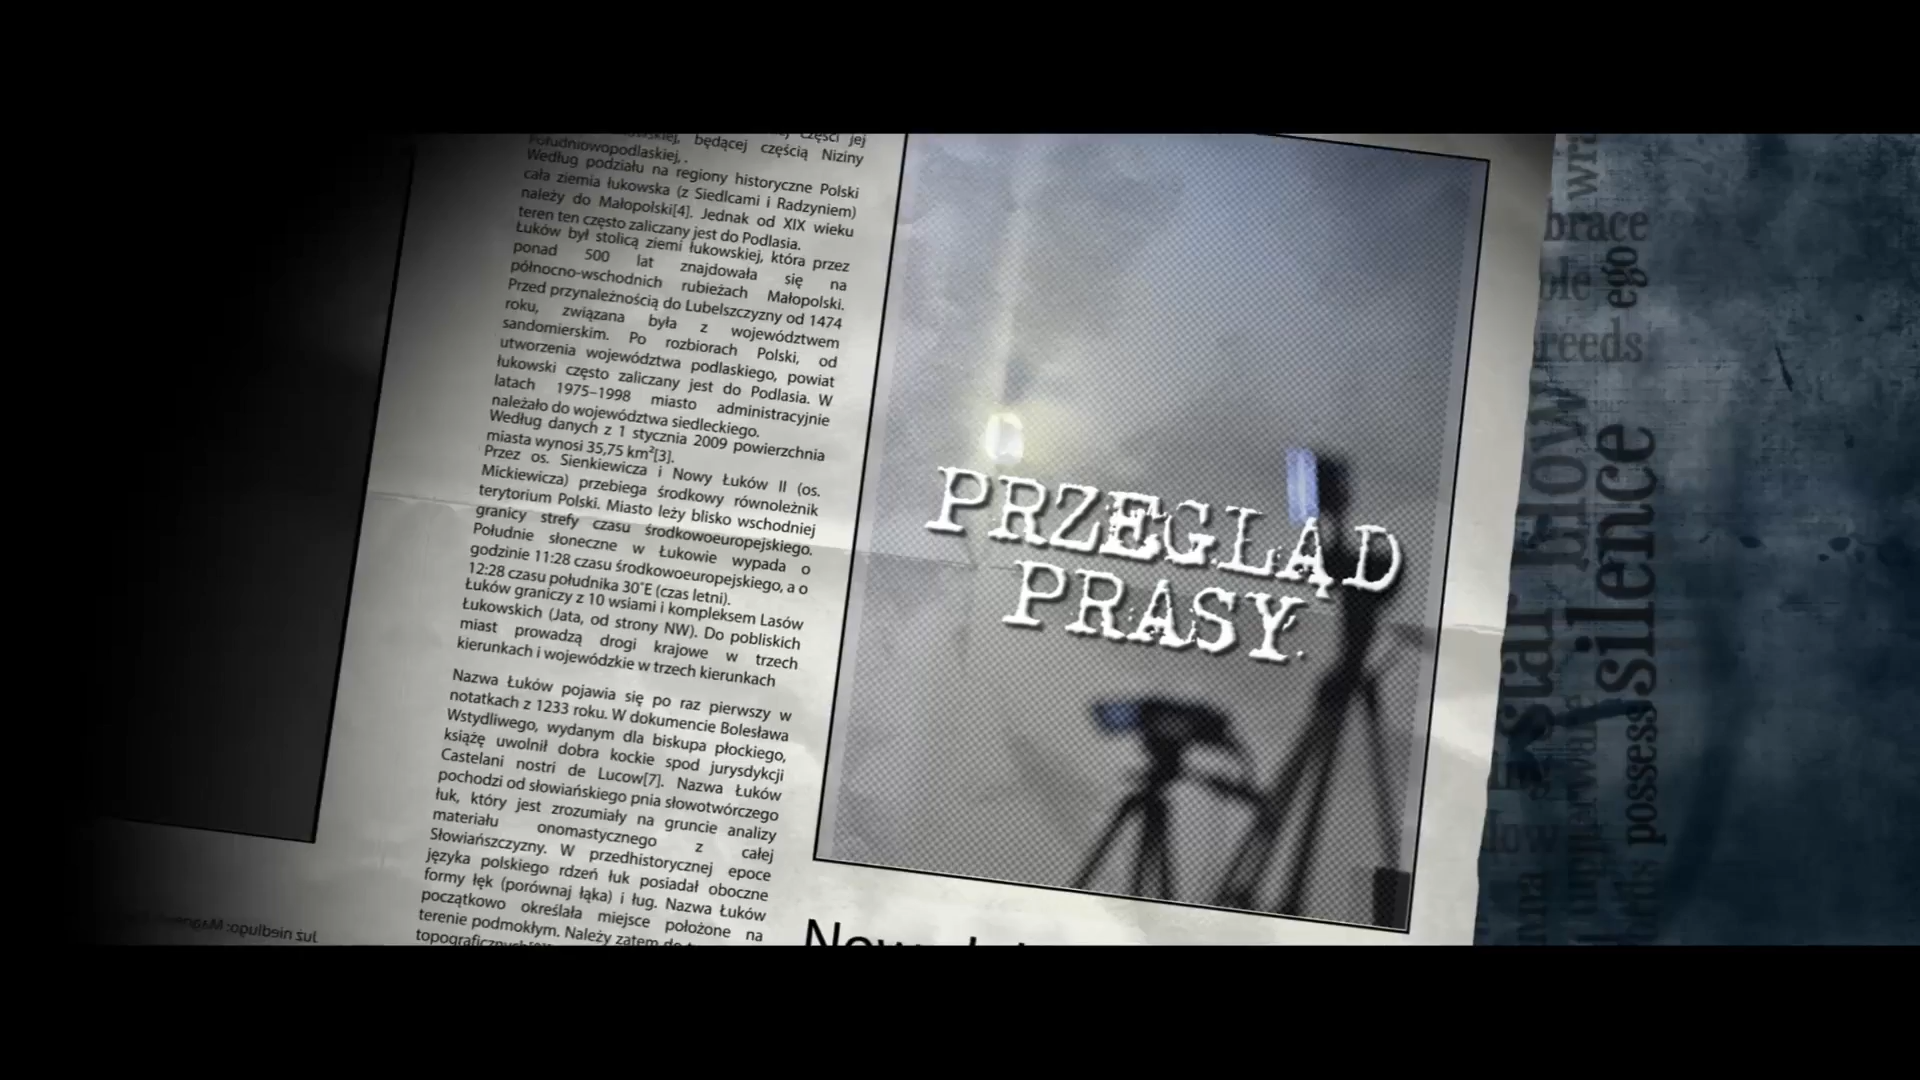 części jej
będącej częścią Niziny
Południowopodlaskiej, .
Według podziału na regiony historyczne Polski
cała ziemia łukowska (z Siedlcami i Radzyniem)
należy do Małopolski[4]. Jednak od XIX wieku
teren ten często zaliczany jest do Podlasia.
Łuków był stolicą ziemi łukowskiej, która przez
ponad 500 lat znajdowała się na
północno-wschodnich rubieżach Małopolski.
Przed przynależnością do Lubelszczyzny od 1474
roku, związana była z województwem
sandomierskim. Po rozbiorach Polski, od
utworzenia województwa podlaskiego, powiat
łukowski często zaliczany jest do Podlasia. W
latach 1975–1998 miasto administracyjnie
należało do województwa siedleckiego.
Według danych z 1 stycznia 2009 powierzchnia
miasta wynosi 35,75 km²[3].
Przez os. Sienkiewicza i Nowy Łuków II (os.
Mickiewicza) przebiega środkowy równoleżnik
terytorium Polski. Miasto leży blisko wschodniej
granicy strefy czasu środkowoeuropejskiego.
Południe słoneczne w Łukowie wypada o
godzinie 11:28 czasu środkowoeuropejskiego, a o
12:28 czasu południka 30°E (czas letni).
Łuków graniczy z 10 wsiami i kompleksem Lasów
Łukowskich (Jata, od strony NW). Do pobliskich
miast prowadzą drogi krajowe w trzech
kierunkach i wojewódzkie w trzech kierunkach
Nazwa Łuków pojawia się po raz pierwszy w
notatkach z 1233 roku. W dokumencie Bolesława
Wstydliwego, wydanym dla biskupa płockiego,
książę uwolnił dobra kockie spod jurysdykcji
Castelani nostri de Lucow[7]. Nazwa Łuków
pochodzi od słowiańskiego pnia słowotwórczego
łuk, który jest zrozumiały na gruncie analizy
materiału onomastycznego z całej
Słowiańszczyzny. W przedhistorycznej epoce
języka polskiego rdzeń łuk posiadał oboczne
formy łęk (porównaj łąka) i ług. Nazwa Łuków
początkowo określała miejsce położone na
terenie podmokłym. Należy zatem do
PRZEGLĄD
PRASY
brace
ego
reeds
blow
silence
possess